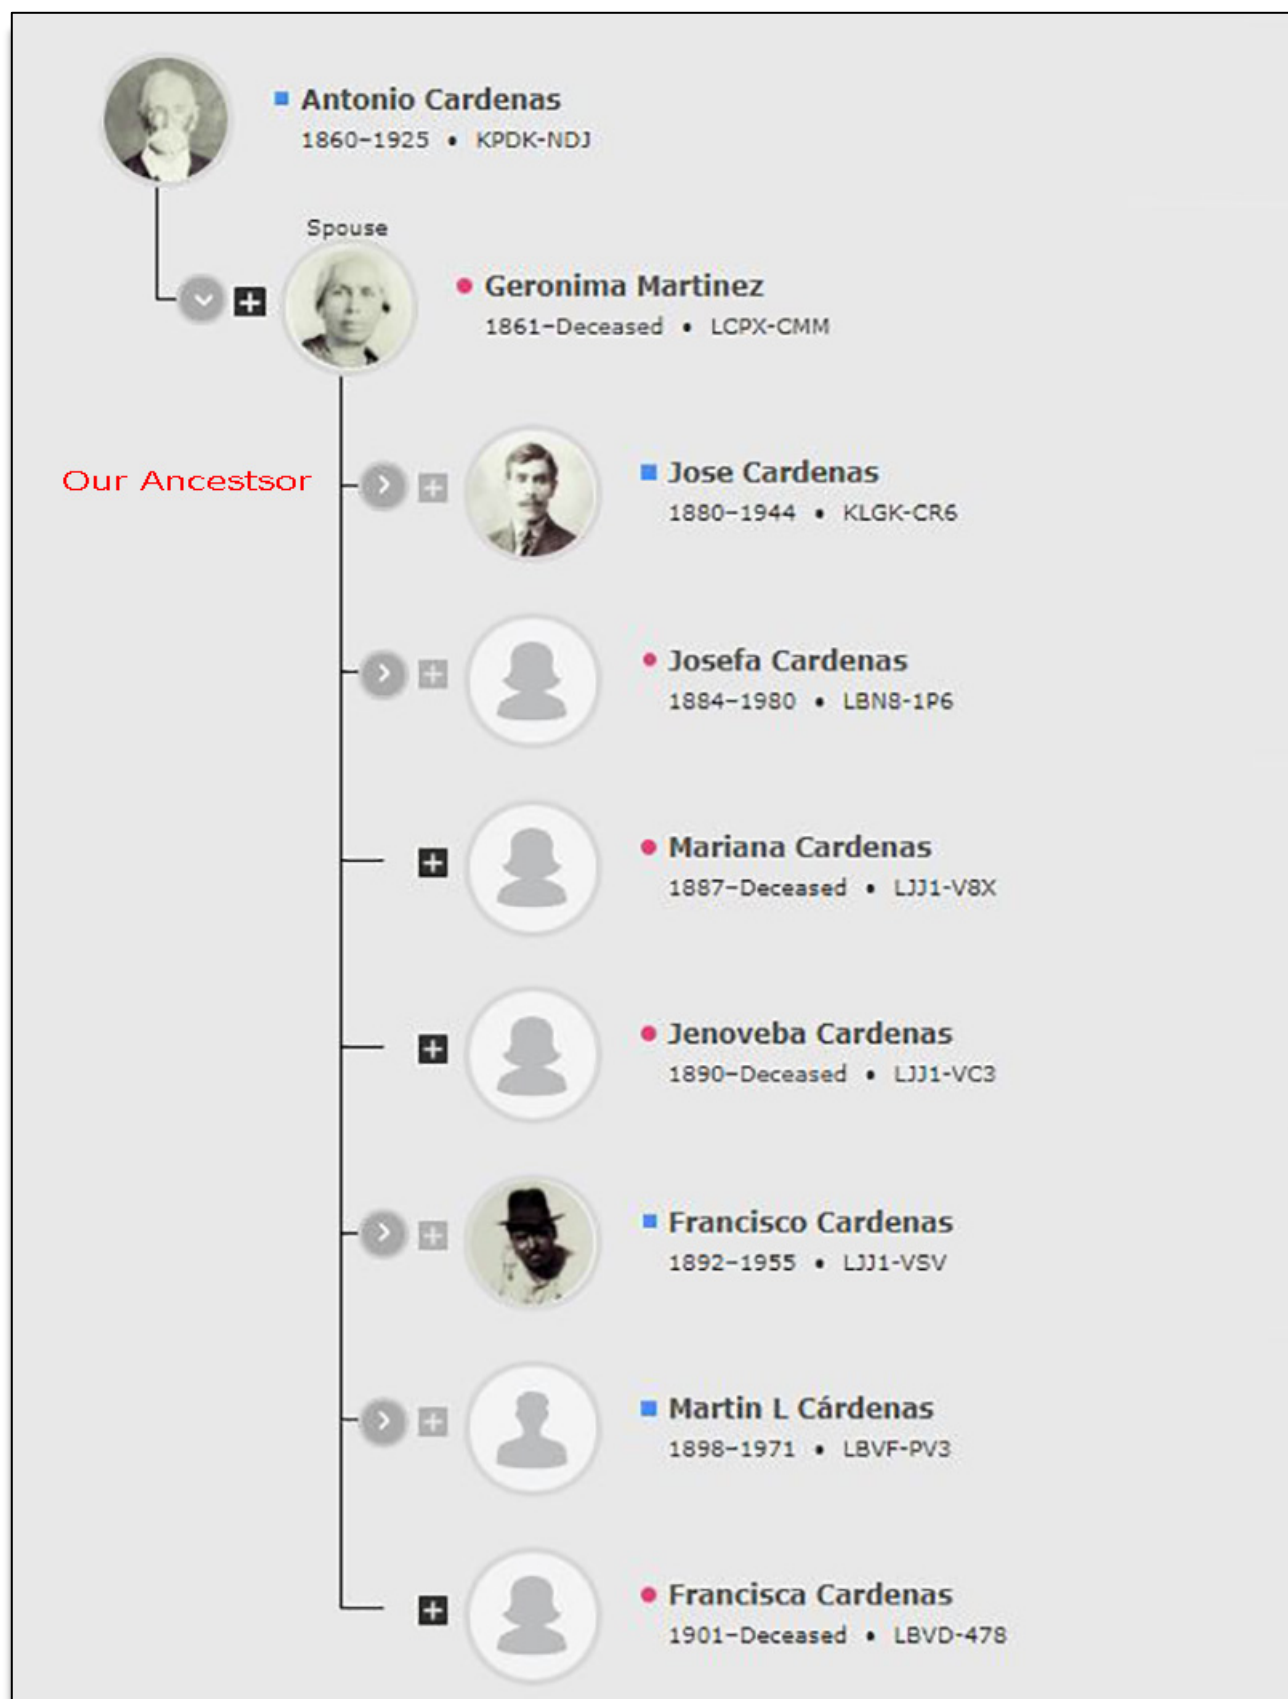 Antonio Cardenas
1860–1925 • KPDK-NDJ
Spouse
Geronima Martinez
1861–Deceased • LCPX-CMM
Our Ancestsor
Jose Cardenas
1880–1944 • KLGK-CR6
Josefa Cardenas
1884–1980 • LBN8-1P6
Mariana Cardenas
1887–Deceased • LJJ1-V8X
Jenoveba Cardenas
1890–Deceased • LJJ1-VC3
Francisco Cardenas
1892–1955 • LJJ1-VSV
Martin L Cárdenas
1898–1971 • LBVF-PV3
Francisca Cardenas
1901–Deceased • LBVD-478